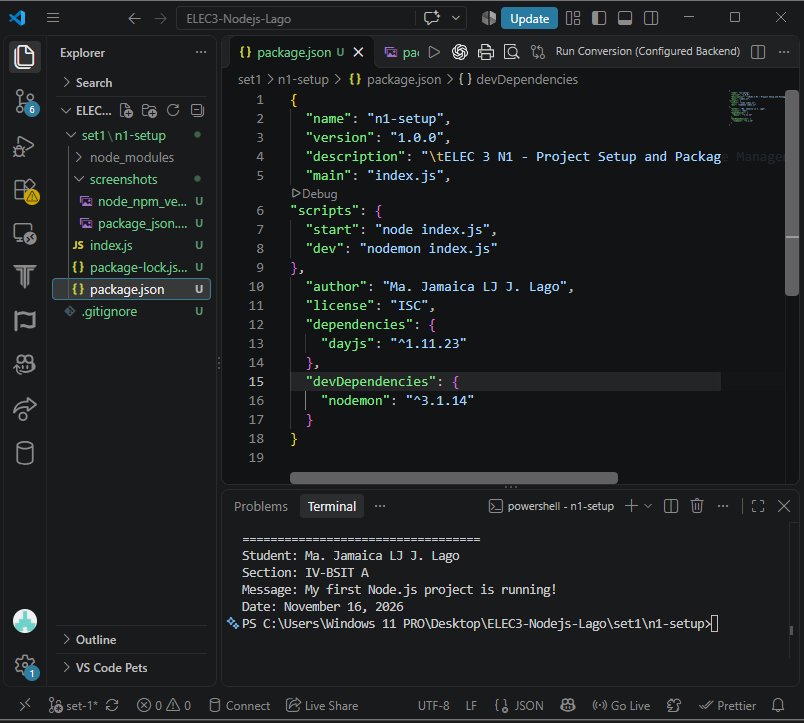 ELEC3-Nodejs-Lago
Update
Explorer
Search
ELEC...
set1\n1-setup
node_modules
screenshots
node_npm_ve... U
package_json.... U
JS index.js U
{} package-lock.js... U
{} package.json U
.gitignore U
Outline
VS Code Pets
6
1
{} package.json U
pac
Run Conversion (Configured Backend)
set1 > n1-setup > {} package.json > {} devDependencies
1 {
2 "name": "n1-setup",
3 "version": "1.0.0",
4 "description": "\tELEC 3 N1 - Project Setup and Package Manage
5 "main": "index.js",
Debug
6 "scripts": {
7 "start": "node index.js",
8 "dev": "nodemon index.js"
9 },
10 "author": "Ma. Jamaica LJ J. Lago",
11 "license": "ISC",
12 "dependencies": {
13 "dayjs": "^1.11.23"
14 },
15 "devDependencies": {
16 "nodemon": "^3.1.14"
17 }
18 }
19
Problems Terminal
powershell - n1-setup
==================================
Student: Ma. Jamaica LJ J. Lago
Section: IV-BSIT A
Message: My first Node.js project is running!
Date: November 16, 2026
PS C:\Users\Windows 11 PRO\Desktop\ELEC3-Nodejs-Lago\set1\n1-setup>
set-1* 0 0 Connect Live Share UTF-8 LF {} JSON Go Live Prettier